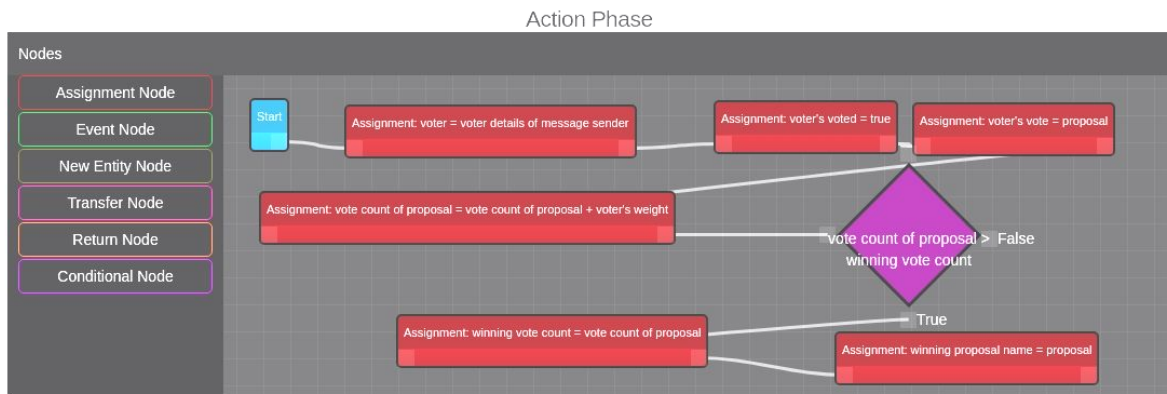 Action Phase
Nodes
Assignment Node
Event Node
New Entity Node
Transfer Node
Return Node
Conditional Node
Start
Assignment: voter = voter details of message sender
Assignment: voter's voted = true
Assignment: voter's vote = proposal
Assignment: vote count of proposal = vote count of proposal + voter's weight
vote count of proposal >
winning vote count
False
True
Assignment: winning vote count = vote count of proposal
Assignment: winning proposal name = proposal